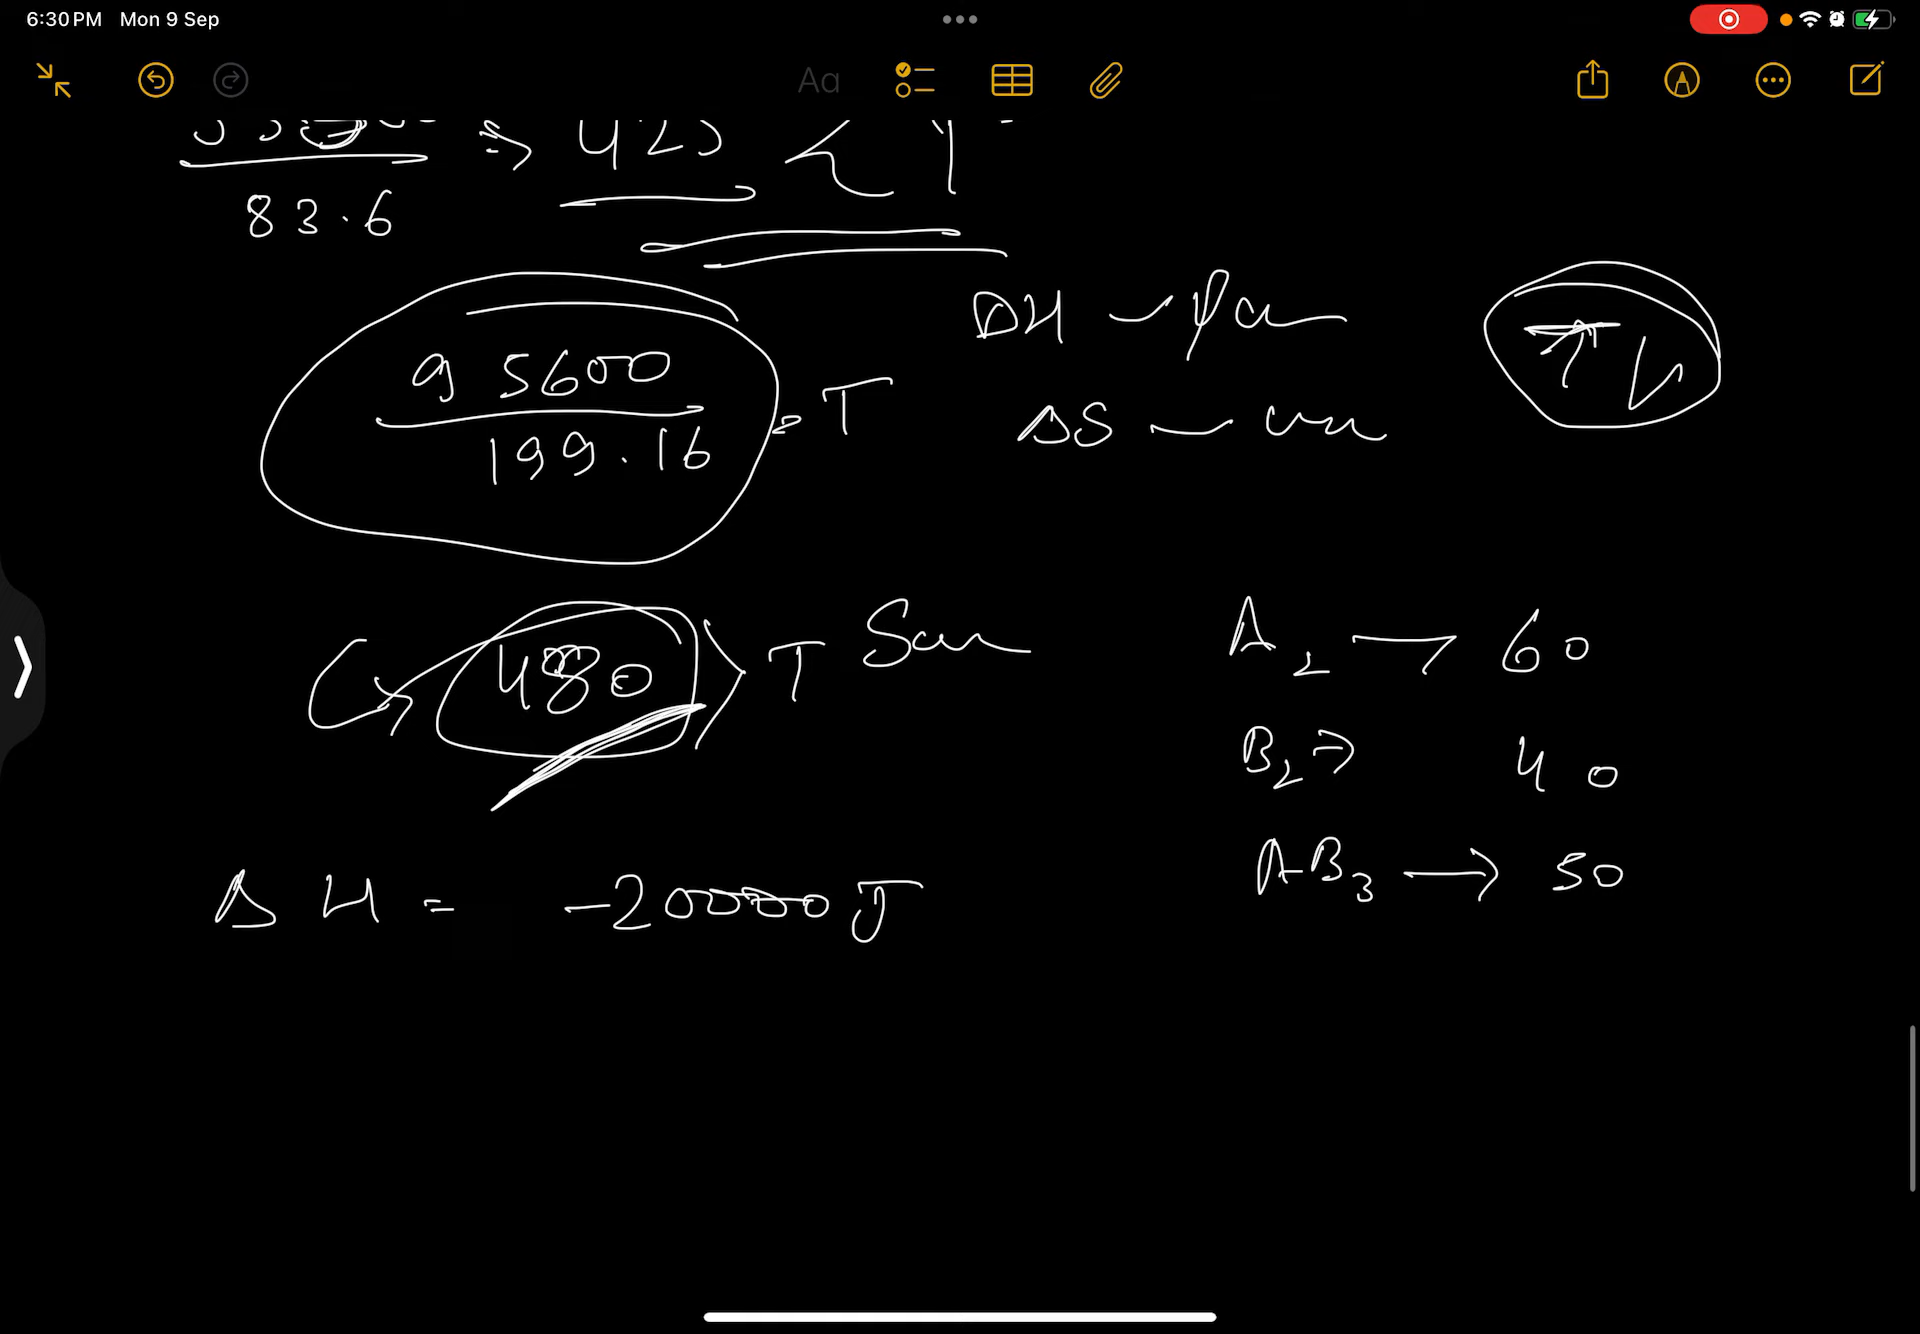 6:30 PM Mon 9 Sep
Aa
⇒ 425 < T
83.6
95600
199.16
= T
ΔH -
ΔS -
↑
480 > T
A2 → 60
B2 ⇒ 40
AB3 → 50
ΔH = -20000 J